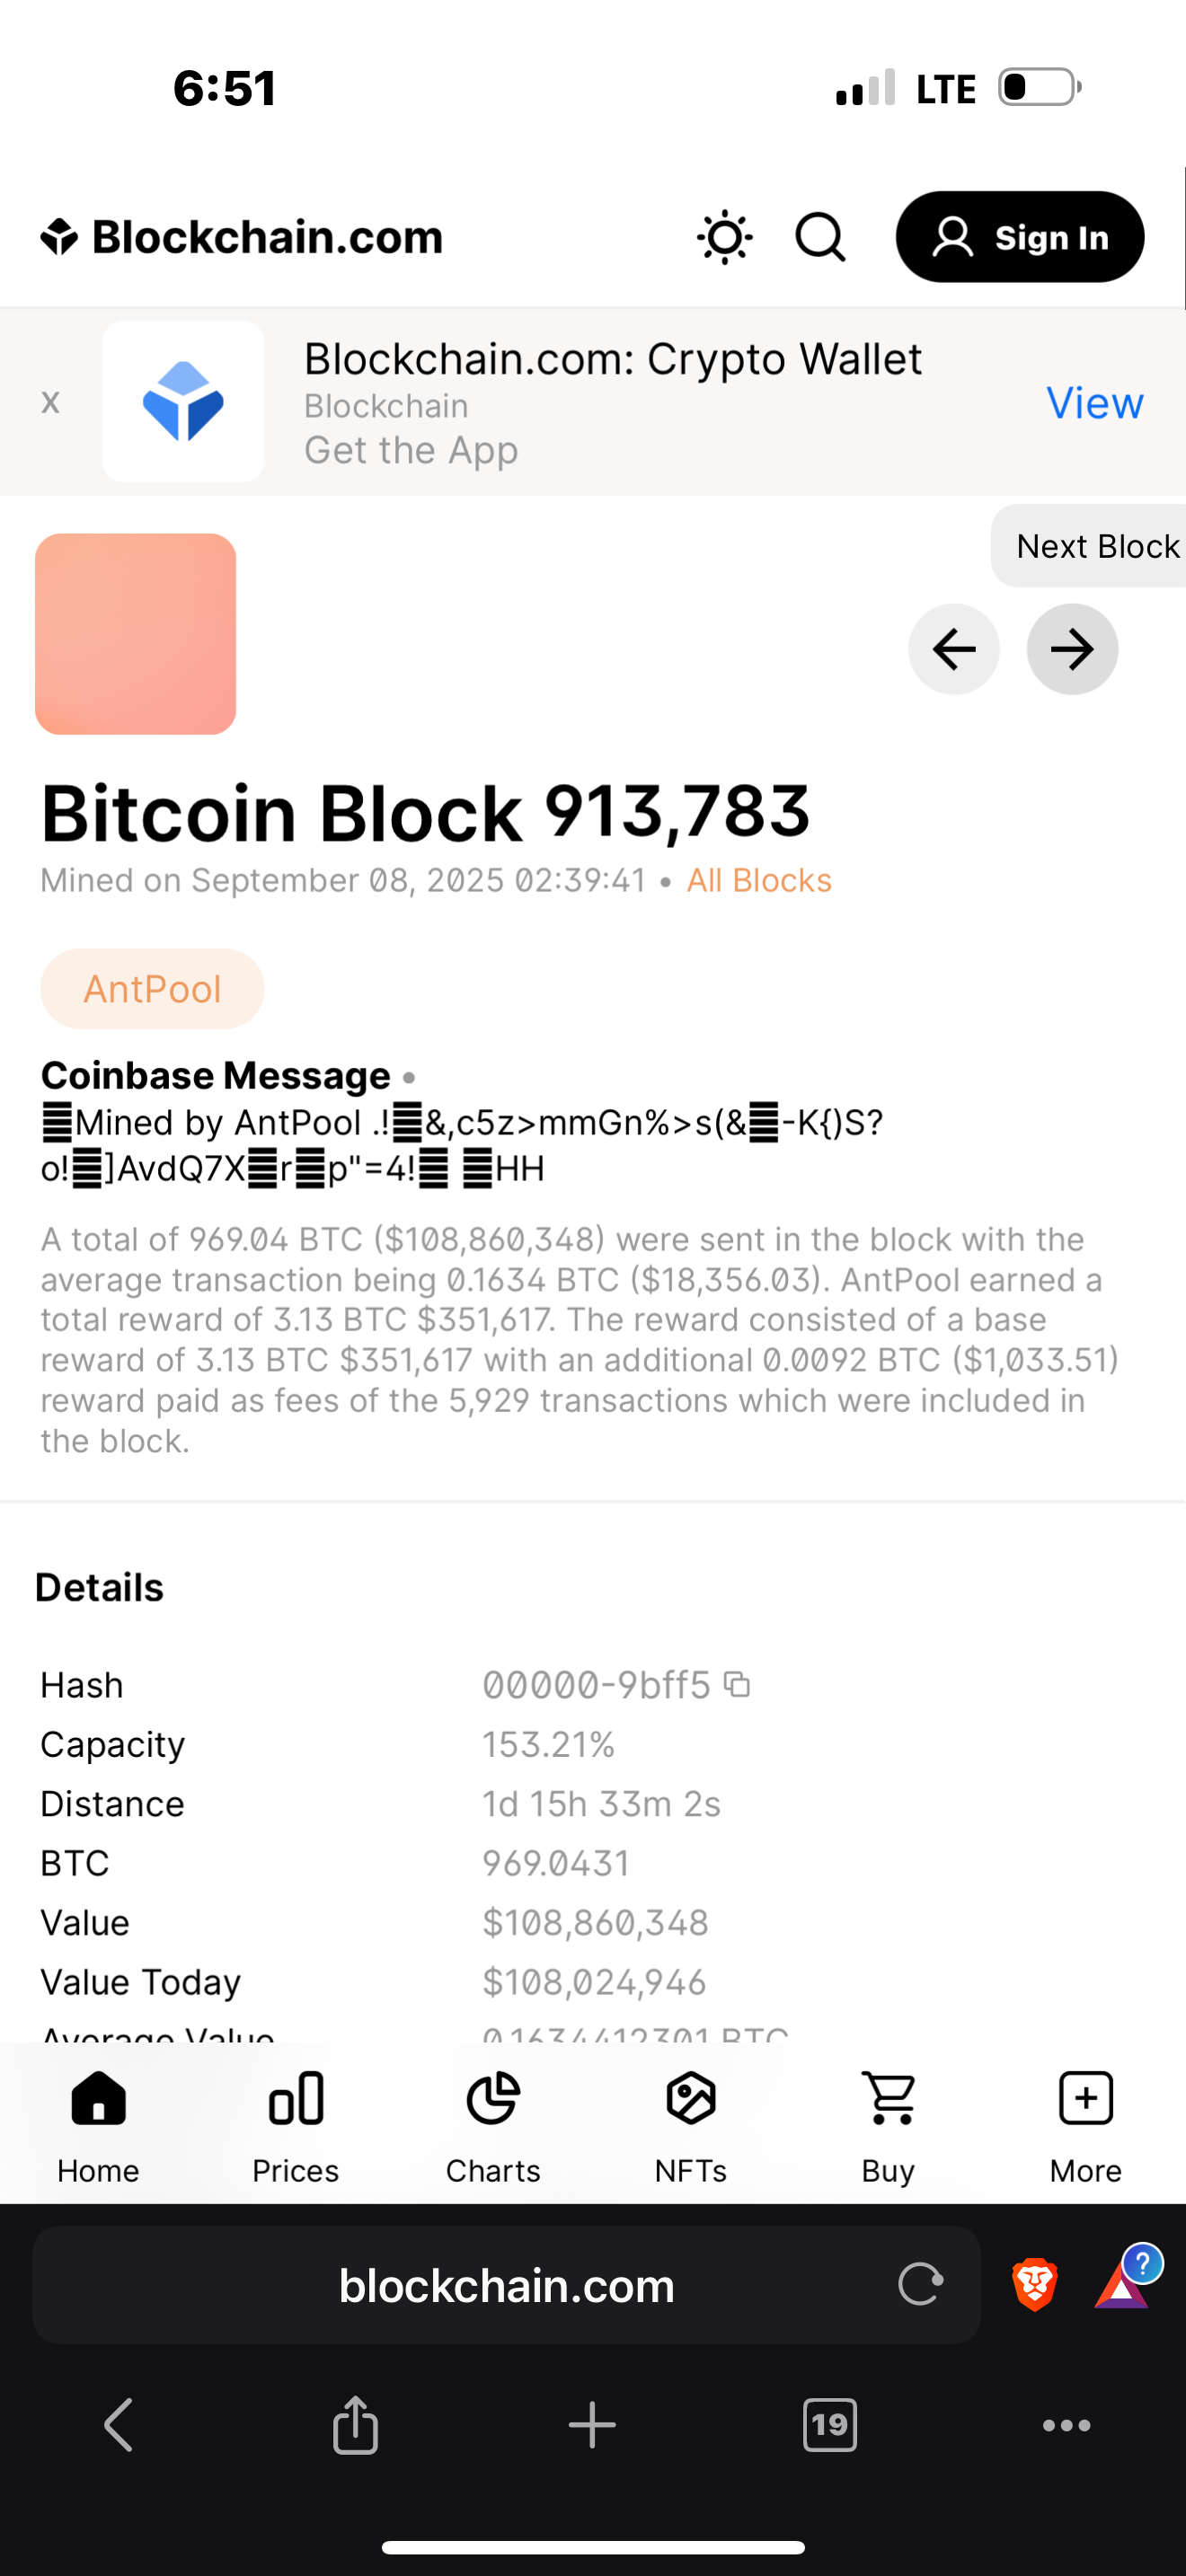 6:51
LTE
Blockchain.com
Sign In
x
Blockchain.com: Crypto Wallet
Blockchain
Get the App
View
Next Block
Bitcoin Block 913,783
Mined on September 08, 2025 02:39:41 • All Blocks
AntPool
Coinbase Message •
Mined by AntPool .!&,c5z>mmGn%>s(&-K{)S?
o!]AvdQ7Xrp"=4! HH
A total of 969.04 BTC ($108,860,348) were sent in the block with the
average transaction being 0.1634 BTC ($18,356.03). AntPool earned a
total reward of 3.13 BTC $351,617. The reward consisted of a base
reward of 3.13 BTC $351,617 with an additional 0.0092 BTC ($1,033.51)
reward paid as fees of the 5,929 transactions which were included in
the block.
Details
Hash 00000-9bff5
Capacity 153.21%
Distance 1d 15h 33m 2s
BTC 969.0431
Value $108,860,348
Value Today $108,024,946
Average Value 0.1634412301 BTC
Home Prices Charts NFTs Buy More
blockchain.com
?
19